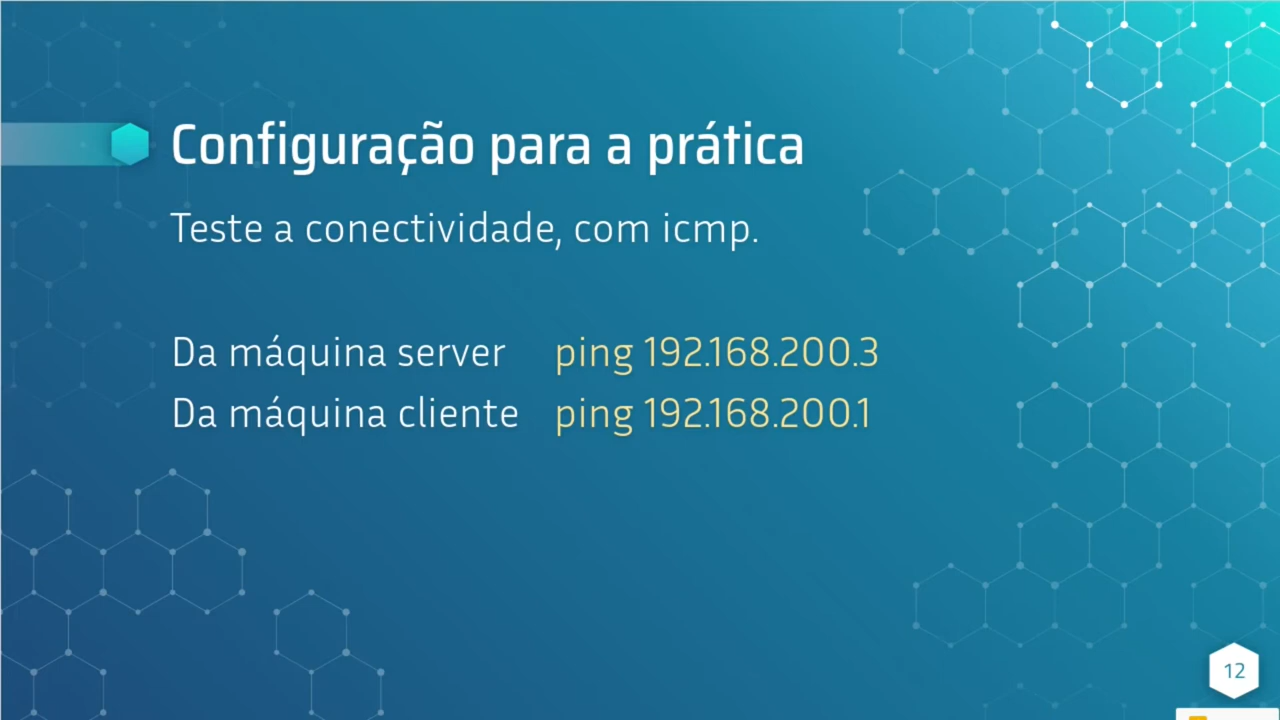 Configuração para a prática
Teste a conectividade, com icmp.
Da máquina server ping 192.168.200.3
Da máquina cliente ping 192.168.200.1
12